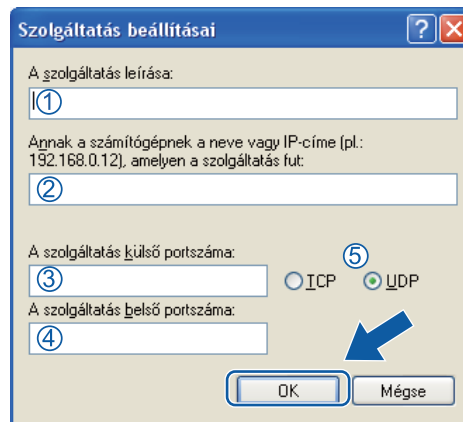 Szolgáltatás beállításai
A szolgáltatás leírása:
①
Annak a számítógépnek a neve vagy IP-címe (pl.:
192.168.0.12), amelyen a szolgáltatás fut:
②
A szolgáltatás külső portszáma:
③ TCP ⑤ UDP
A szolgáltatás belső portszáma:
④
OK Mégse